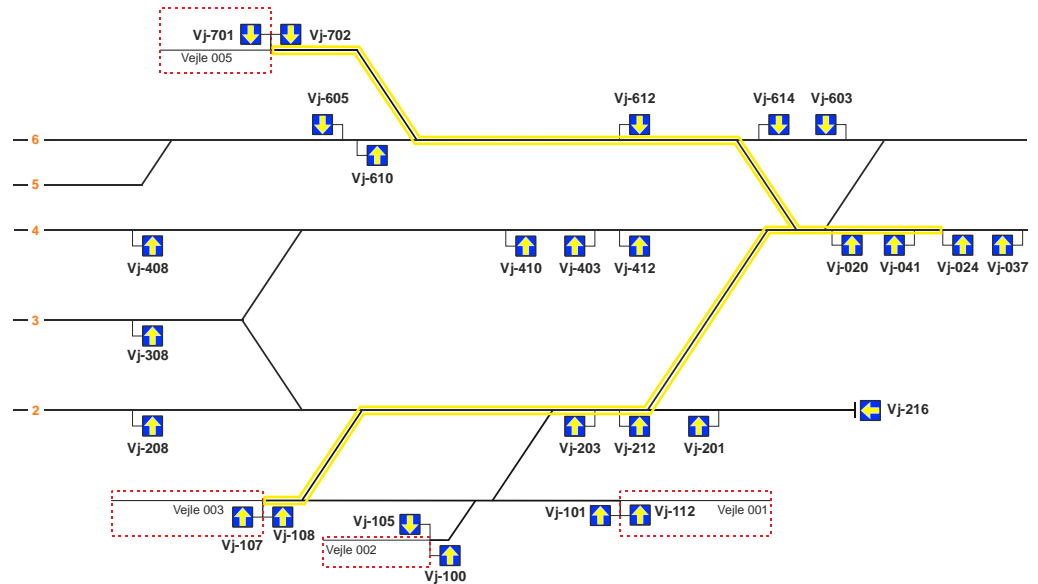 Vj-701
Vj-702
Vejle 005
Vj-605
Vj-612
Vj-614
Vj-603
6
Vj-610
5
4
Vj-408
Vj-410
Vj-403
Vj-412
Vj-020
Vj-041
Vj-024
Vj-037
3
Vj-308
2
Vj-216
Vj-208
Vj-203
Vj-212
Vj-201
Vejle 003
Vj-107
Vj-108
Vj-105
Vejle 002
Vj-100
Vj-101
Vj-112
Vejle 001